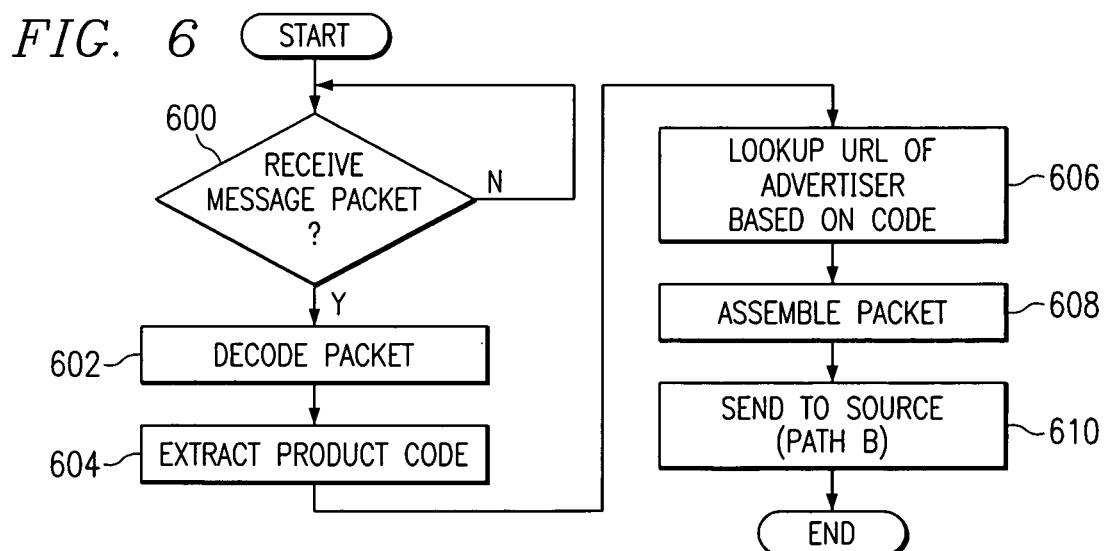 FIG. 6
START
600
RECEIVE
MESSAGE PACKET
?
N
Y
602
DECODE PACKET
604
EXTRACT PRODUCT CODE
LOOKUP URL OF
ADVERTISER
BASED ON CODE
606
ASSEMBLE PACKET
608
SEND TO SOURCE
(PATH B)
610
END